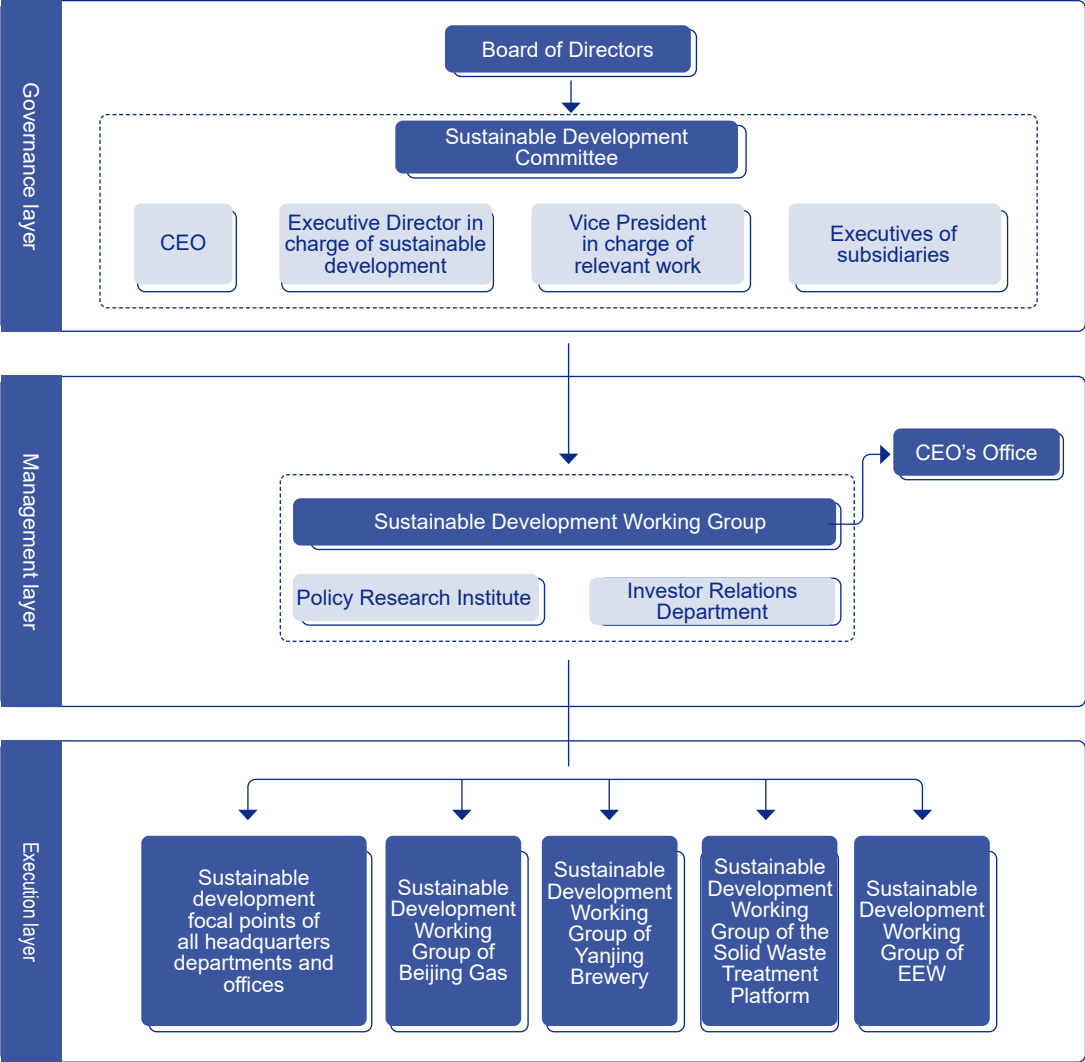 Governance layer
Board of Directors
Sustainable Development
Committee
CEO
Executive Director in
charge of sustainable
development
Vice President
in charge of
relevant work
Executives of
subsidiaries
Management layer
CEO’s Office
Sustainable Development Working Group
Policy Research Institute
Investor Relations
Department
Execution layer
Sustainable
development
focal points of
all headquarters
departments and
offices
Sustainable
Development
Working
Group of
Beijing Gas
Sustainable
Development
Working
Group of
Yanjing
Brewery
Sustainable
Development
Working
Group of the
Solid Waste
Treatment
Platform
Sustainable
Development
Working
Group of
EEW